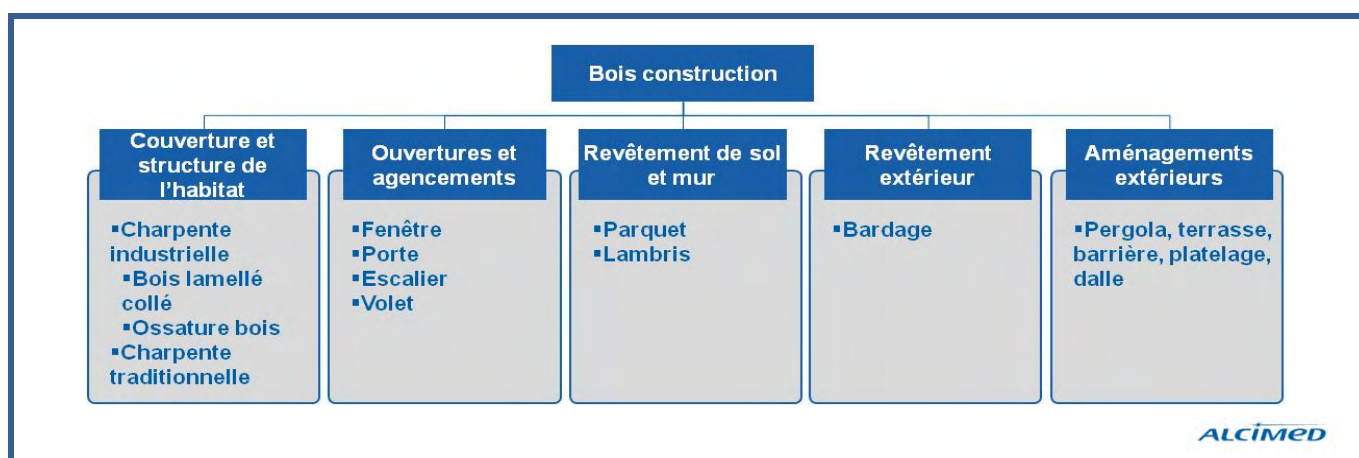 Bois construction
Couverture et
structure de
l'habitat
▪Charpente
industrielle
▪Bois lamellé
collé
▪Ossature bois
▪Charpente
traditionnelle
Ouvertures et
agencements
▪Fenêtre
▪Porte
▪Escalier
▪Volet
Revêtement de sol
et mur
▪Parquet
▪Lambris
Revêtement
extérieur
▪Bardage
Aménagements
extérieurs
▪Pergola, terrasse,
barrière, platelage,
dalle
ALCIMED